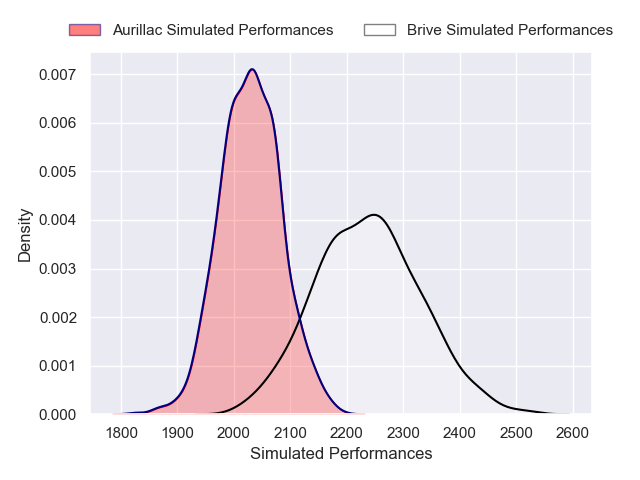 Aurillac Simulated Performances
Brive Simulated Performances
0.007
0.006
0.005
0.004
0.003
0.002
0.001
0.000
Density
1800 1900 2000 2100 2200 2300 2400 2500 2600
Simulated Performances